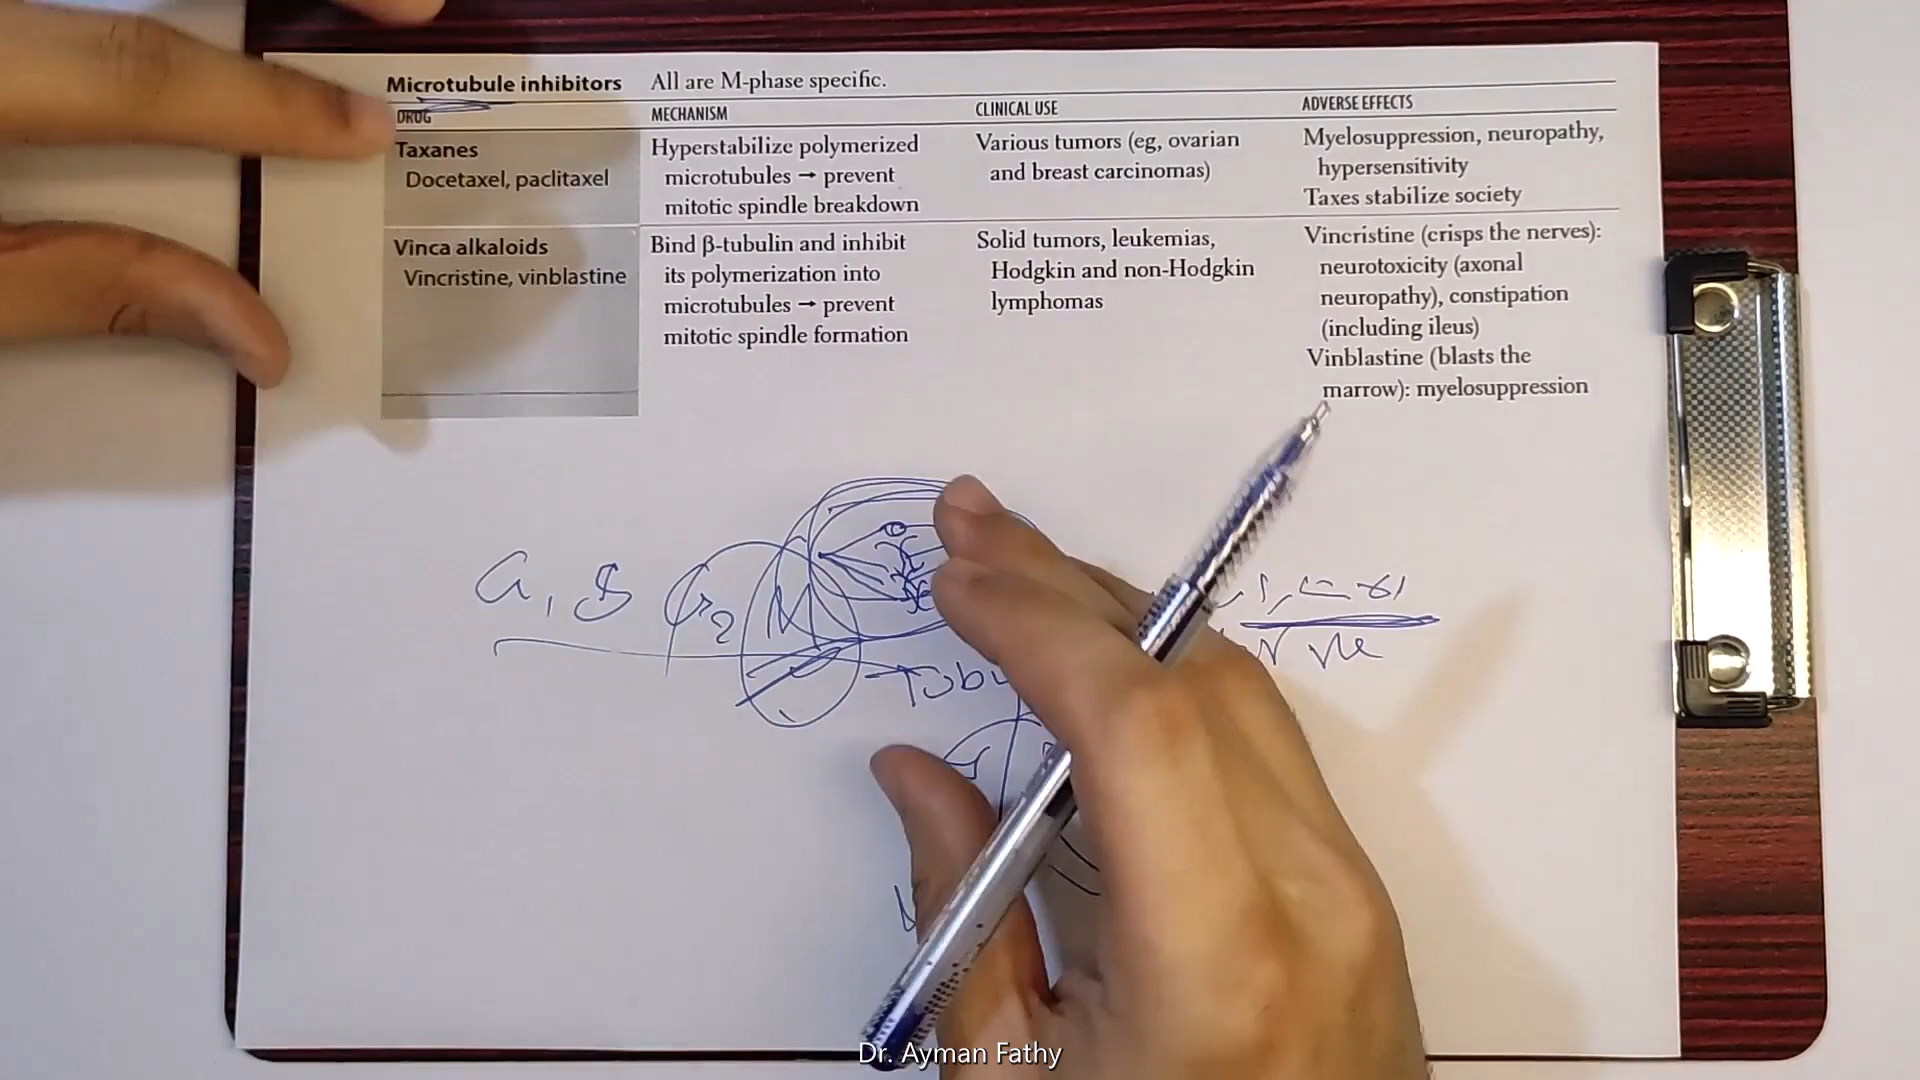 Microtubule inhibitors All are M-phase specific.
DRUG MECHANISM CLINICAL USE ADVERSE EFFECTS
Taxanes
Docetaxel, paclitaxel
Hyperstabilize polymerized
microtubules → prevent
mitotic spindle breakdown
Various tumors (eg, ovarian
and breast carcinomas)
Myelosuppression, neuropathy,
hypersensitivity
Taxes stabilize society
Vinca alkaloids
Vincristine, vinblastine
Bind β-tubulin and inhibit
its polymerization into
microtubules → prevent
mitotic spindle formation
Solid tumors, leukemias,
Hodgkin and non-Hodgkin
lymphomas
Vincristine (crisps the nerves):
neurotoxicity (axonal
neuropathy), constipation
(including ileus)
Vinblastine (blasts the
marrow): myelosuppression
G1 S G2 M
Dr. Ayman Fathy